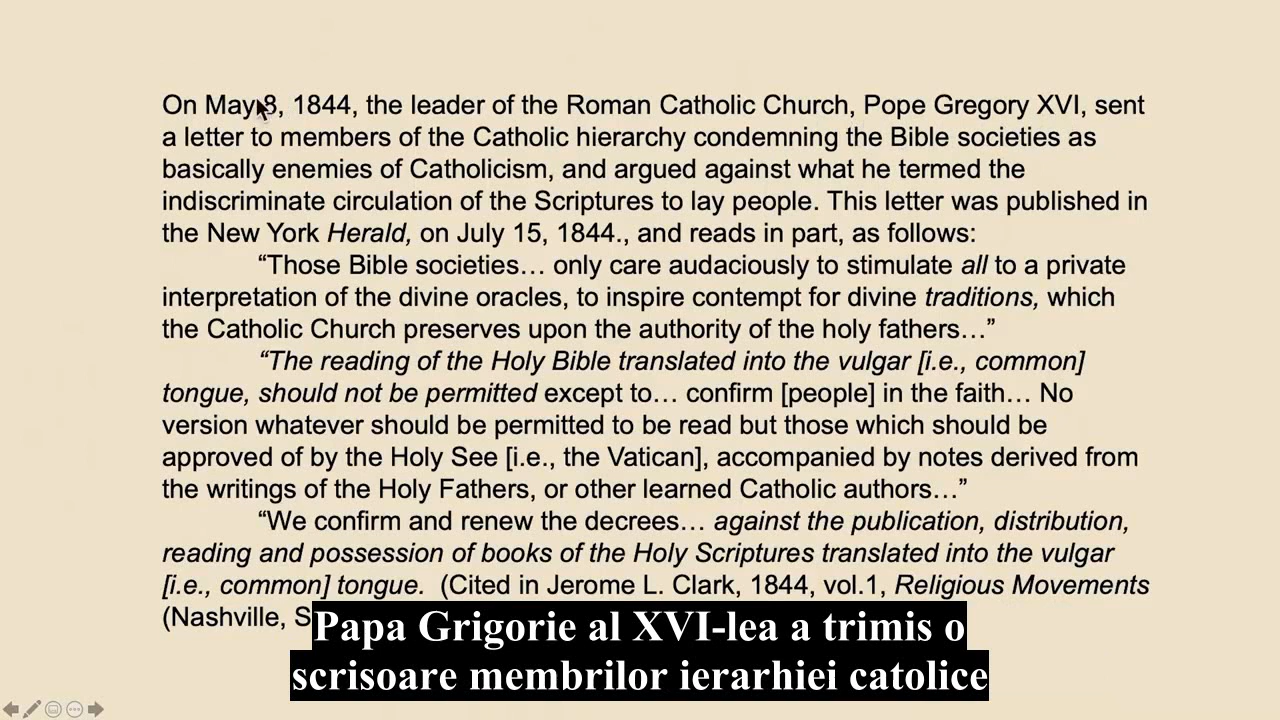 On May 8, 1844, the leader of the Roman Catholic Church, Pope Gregory XVI, sent
a letter to members of the Catholic hierarchy condemning the Bible societies as
basically enemies of Catholicism, and argued against what he termed the
indiscriminate circulation of the Scriptures to lay people. This letter was published in
the New York Herald, on July 15, 1844., and reads in part, as follows:
“Those Bible societies… only care audaciously to stimulate all to a private
interpretation of the divine oracles, to inspire contempt for divine traditions, which
the Catholic Church preserves upon the authority of the holy fathers…”
“The reading of the Holy Bible translated into the vulgar [i.e., common]
tongue, should not be permitted except to… confirm [people] in the faith… No
version whatever should be permitted to be read but those which should be
approved of by the Holy See [i.e., the Vatican], accompanied by notes derived from
the writings of the Holy Fathers, or other learned Catholic authors…”
“We confirm and renew the decrees… against the publication, distribution,
reading and possession of books of the Holy Scriptures translated into the vulgar
[i.e., common] tongue. (Cited in Jerome L. Clark, 1844, vol.1, Religious Movements
(Nashville,
Papa Grigorie al XVI-lea a trimis o
scrisoare membrilor ierarhiei catolice